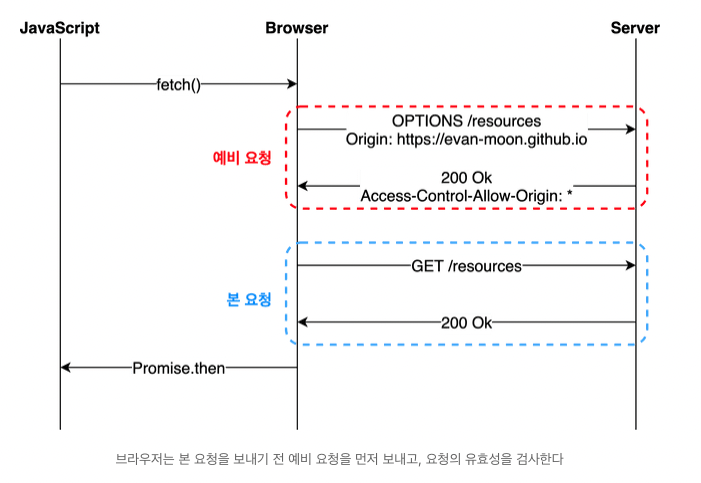 JavaScript
Browser
Server
fetch()
OPTIONS /resources
Origin: https://evan-moon.github.io
예비 요청
200 Ok
Access-Control-Allow-Origin: *
GET /resources
본 요청
200 Ok
Promise.then
브라우저는 본 요청을 보내기 전 예비 요청을 먼저 보내고, 요청의 유효성을 검사한다